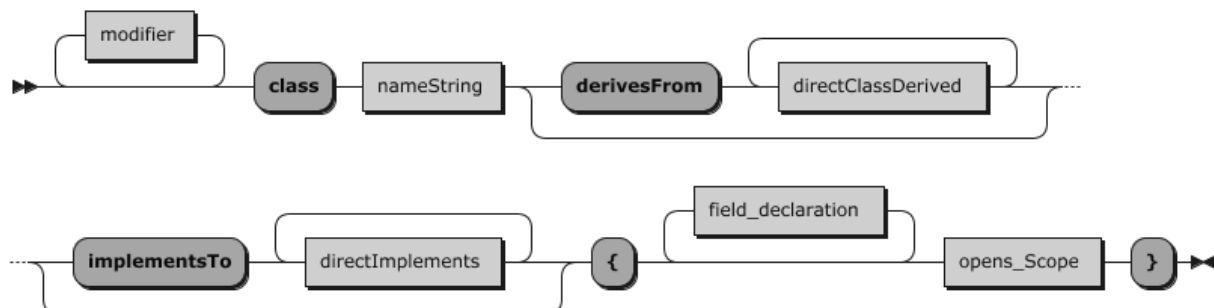 modifier
class nameString derivesFrom directClassDerived
field_declaration
implementsTo directImplements { opens_Scope }